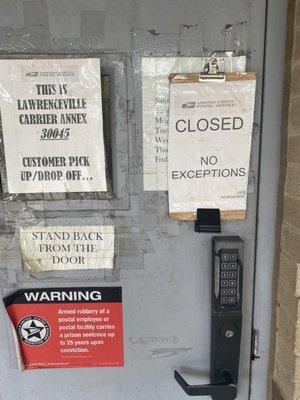 UNITED STATES
POSTAL SERVICE
THIS IS
LAWRENCEVILLE
CARRIER ANNEX
30045
CUSTOMER PICK
UP/DROP OFF...
STAND BACK
FROM THE
DOOR
WARNING
Armed robbery of a
postal employee or
postal facility carries
a prison sentence of
up to 25 years upon
conviction.
UNITED STATES
POSTAL SERVICE
CLOSED
NO
EXCEPTIONS
MANAGEMENT